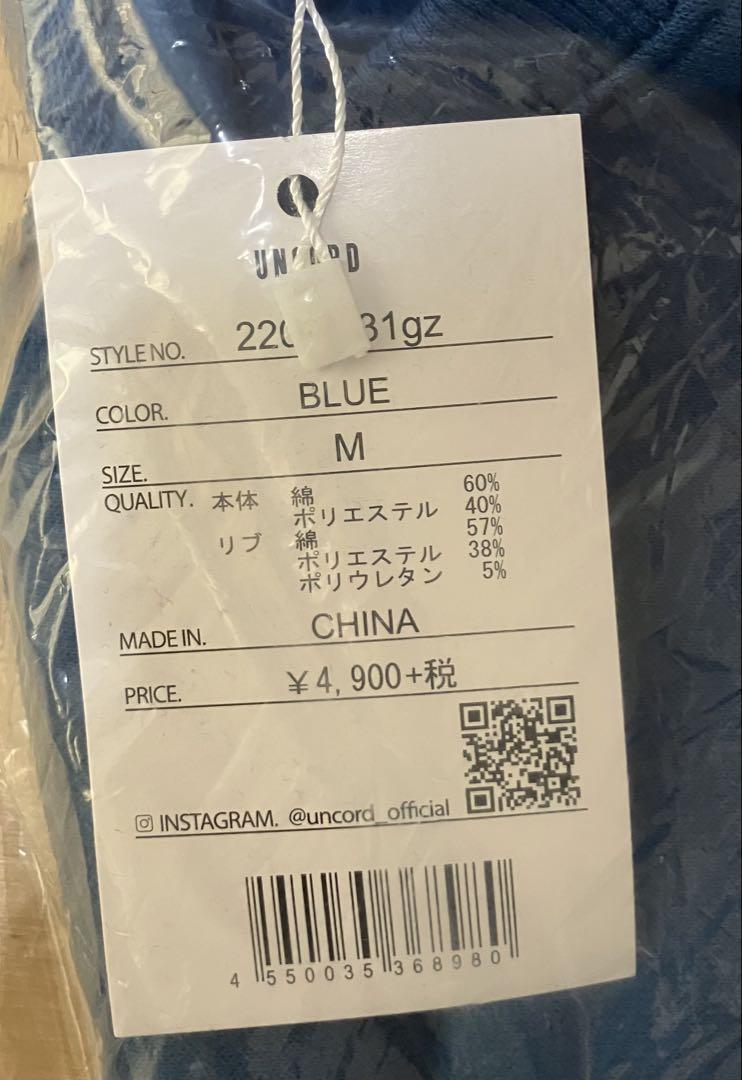 STYLE NO.
COLOR. BLUE
SIZE. M
QUALITY. 本体 綿 60%
ポリエステル 40%
リブ 綿 57%
ポリエステル 38%
ポリウレタン 5%
MADE IN. CHINA
PRICE. ¥4,900+税
INSTAGRAM. @uncord_official
4 550035 368980